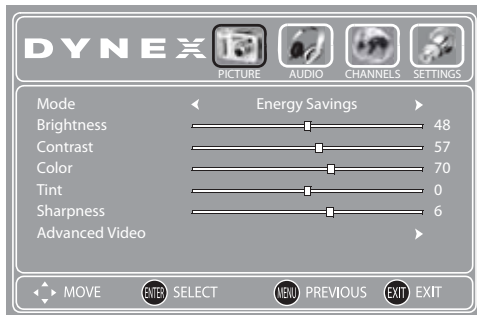 DYNEX
PICTURE AUDIO CHANNELS SETTINGS
Mode Energy Savings
Brightness 48
Contrast 57
Color 70
Tint 0
Sharpness 6
Advanced Video
MOVE ENTER SELECT MENU PREVIOUS EXIT EXIT